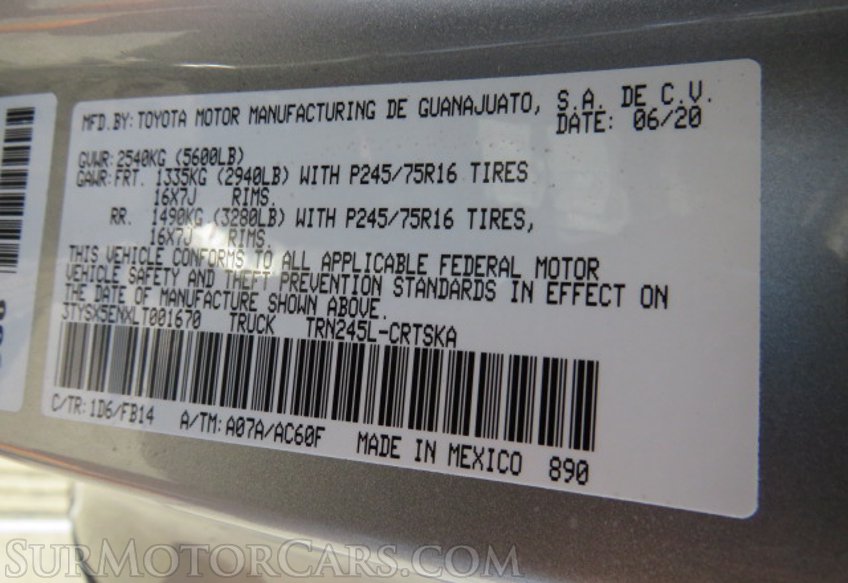 MFD.BY: TOYOTA MOTOR MANUFACTURING DE GUANAJUATO, S.A. DE C.V.
DATE: 06/20
GVWR: 2540KG (5600LB)
GAWR: FRT. 1335KG (2940LB) WITH P245/75R16 TIRES
16X7J RIMS.
RR. 1490KG (3280LB) WITH P245/75R16 TIRES,
16X7J RIMS.
THIS VEHICLE CONFORMS TO ALL APPLICABLE FEDERAL MOTOR
VEHICLE SAFETY AND THEFT PREVENTION STANDARDS IN EFFECT ON
THE DATE OF MANUFACTURE SHOWN ABOVE.
3TYSX5ENXLT001670 TRUCK TRN245L-CRTSKA
C/TR: 1D6/FB14 A/TM: A07A/AC60F MADE IN MEXICO 890
SURMOTORCARS.COM